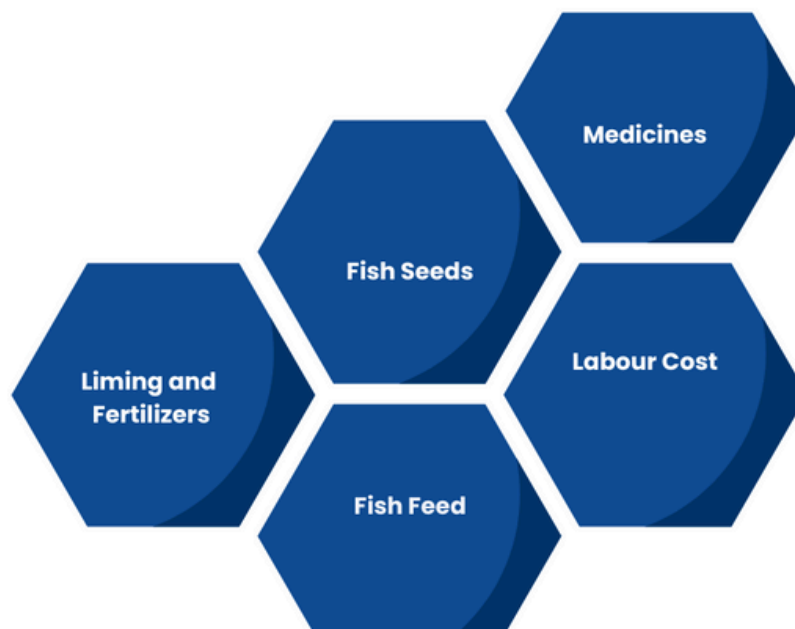 Medicines
Fish Seeds
Labour Cost
Liming and
Fertilizers
Fish Feed